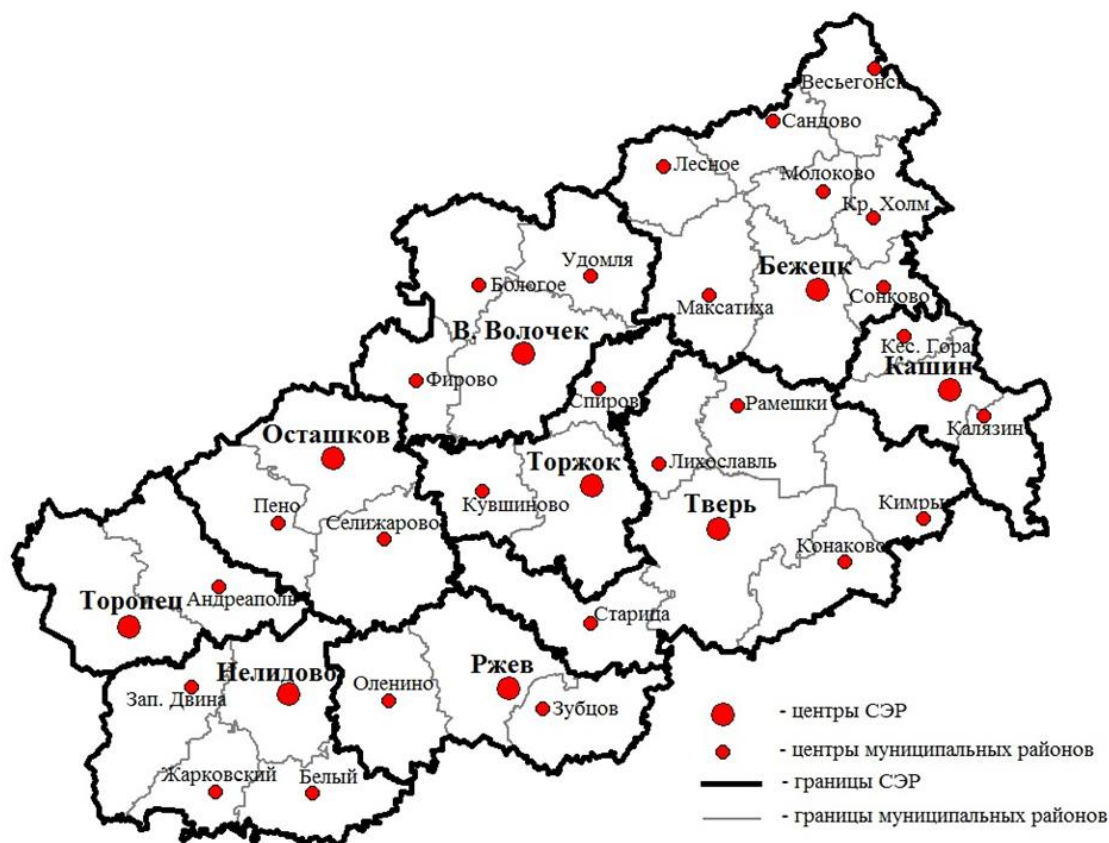 Весьегонск
Сандово
Лесное
Молоково
Кр. Холм
Удомля
Бежецк
Бологое
Максатиха
Сонково
В. Волочек
Кес. Гора
Кашин
Фирово
Спиров
Рамешки
Калязин
Осташков
Торжок
Лихославль
Кувшиново
Тверь
Кимры
Пено
Селижарово
Конаково
Торопец
Андреаполь
Старица
Нелидово
Ржев
Зап. Двина
Оленино
Зубцов
Жарковский
Белый
- центры СЭР
- центры муниципальных районов
- границы СЭР
- границы муниципальных районов